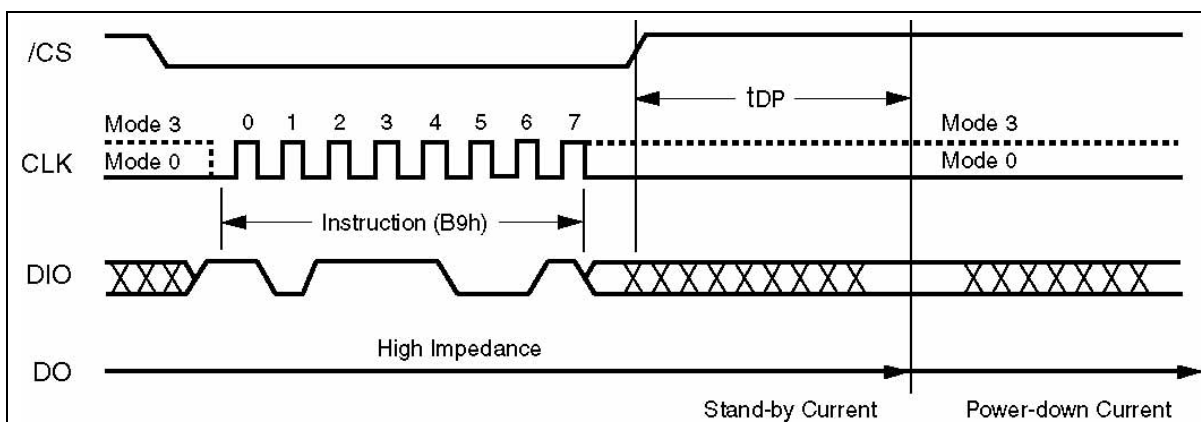 /CS
tDP
Mode 3
0 1 2 3 4 5 6 7
Mode 3
CLK
Mode 0
Mode 0
Instruction (B9h)
DIO
High Impedance
DO
Stand-by Current
Power-down Current